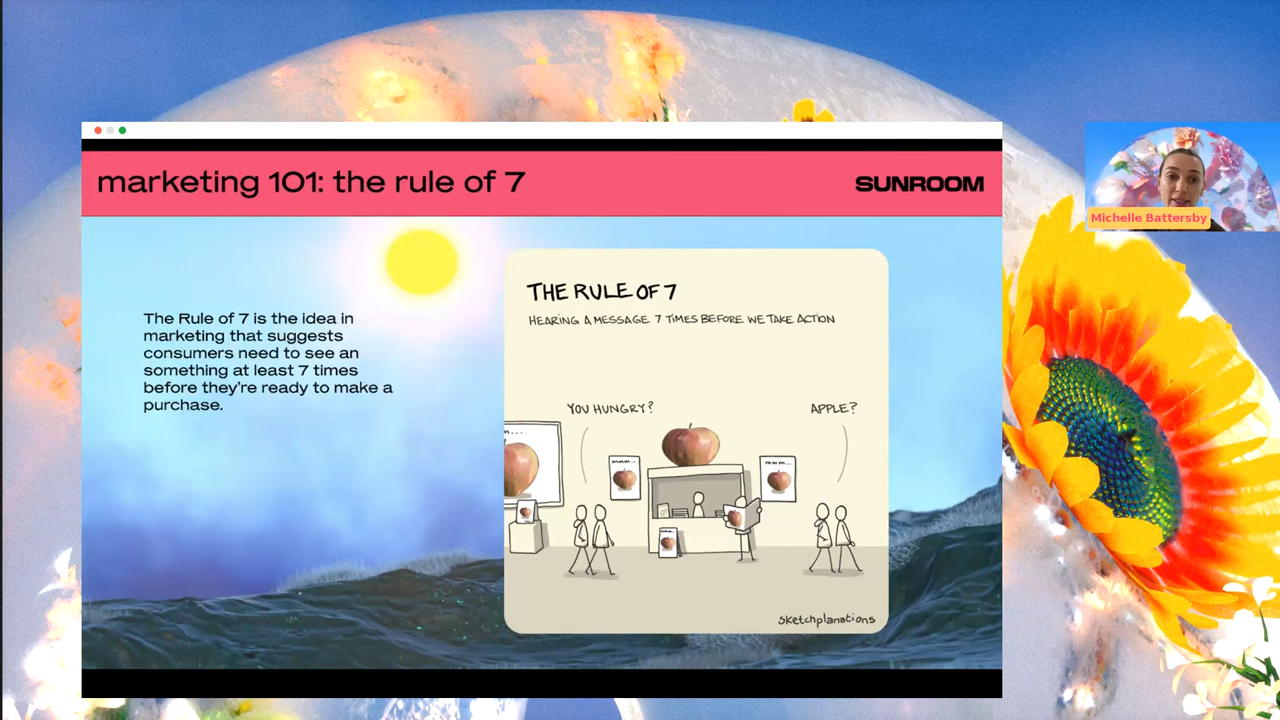 marketing 101: the rule of 7
SUNROOM
The Rule of 7 is the idea in
marketing that suggests
consumers need to see an
something at least 7 times
before they're ready to make a
purchase.
THE RULE OF 7
HEARING A MESSAGE 7 TIMES BEFORE WE TAKE ACTION
YOU HUNGRY?
APPLE?
mmm...
mmm...
sketchplanations
Michelle Battersby